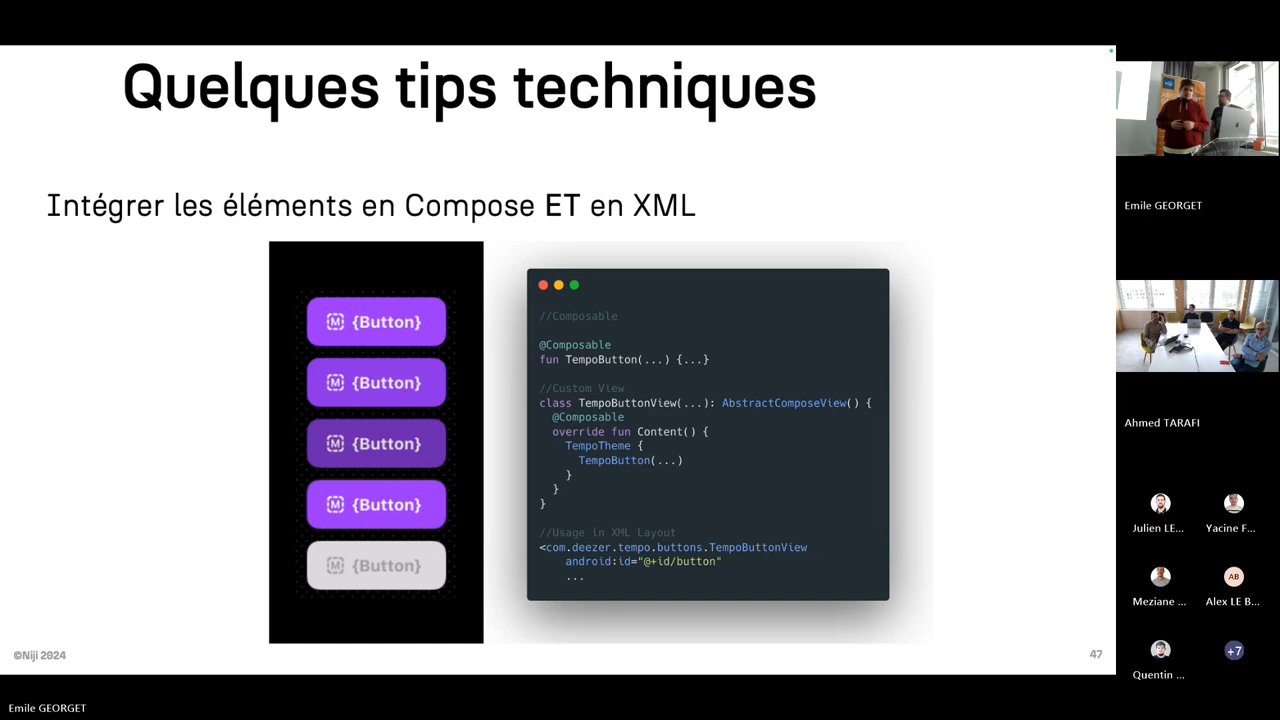 Quelques tips techniques
Intégrer les éléments en Compose ET en XML
M {Button}
M {Button}
M {Button}
M {Button}
M {Button}
//Composable
@Composable
fun TempoButton(...) {...}
//Custom View
class TempoButtonView(...): AbstractComposeView() {
@Composable
override fun Content() {
TempoTheme {
TempoButton(...)
}
}
}
//Usage in XML Layout
<com.deezer.tempo.buttons.TempoButtonView
android:id="@+id/button"
...
©Niji 2024
47
Emile GEORGET
Ahmed TARAFI
Julien LE...
Yacine F...
Meziane ...
AB
Alex LE B...
Quentin ...
+7
Emile GEORGET